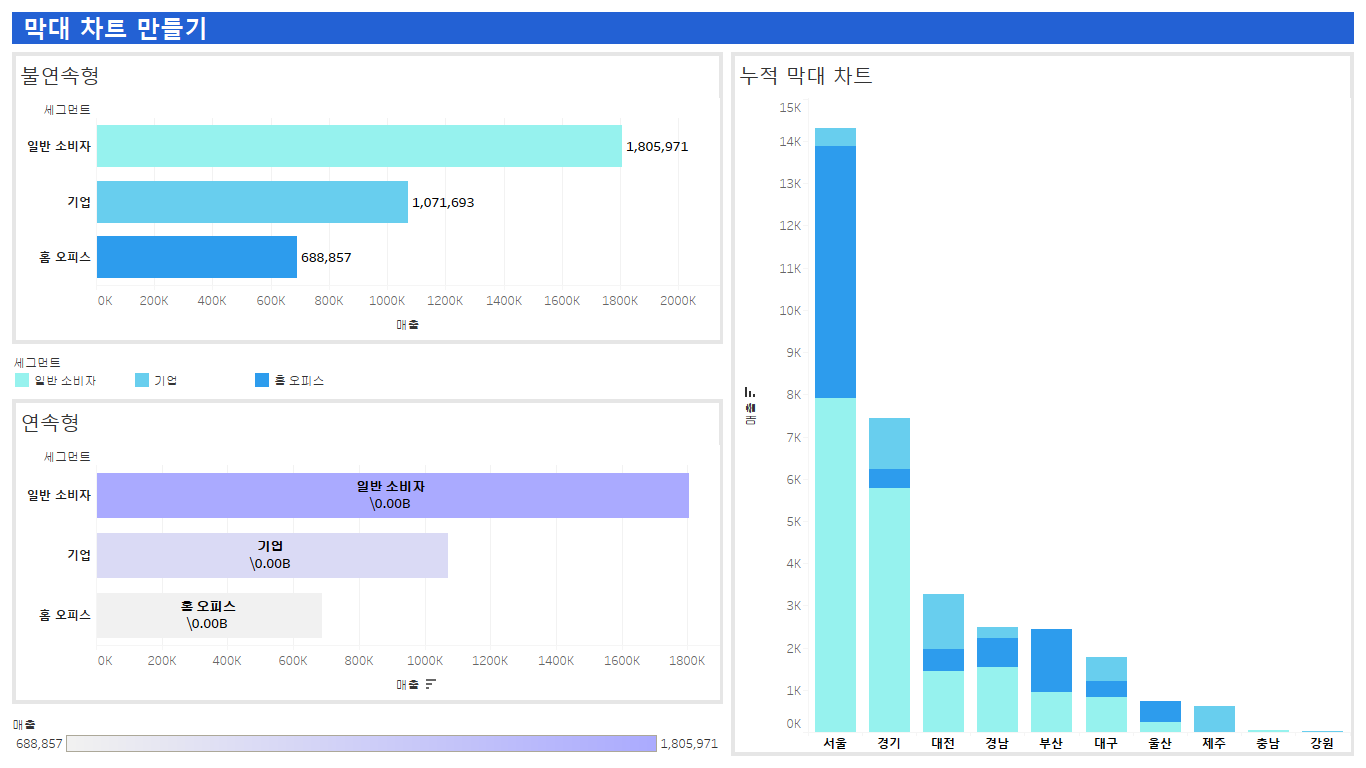 막대 차트 만들기
불연속형
세그먼트
일반 소비자
1,805,971
기업
1,071,693
홈 오피스
688,857
0K 200K 400K 600K 800K 1000K 1200K 1400K 1600K 1800K 2000K
매출
세그먼트
일반 소비자 기업 홈 오피스
연속형
세그먼트
일반 소비자
일반 소비자
\0.00B
기업
기업
\0.00B
홈 오피스
홈 오피스
\0.00B
0K 200K 400K 600K 800K 1000K 1200K 1400K 1600K 1800K
매출
매출
688,857 1,805,971
누적 막대 차트
15K
14K
13K
12K
11K
10K
9K
8K
7K
6K
5K
4K
3K
2K
1K
0K
매출
서울 경기 대전 경남 부산 대구 울산 제주 충남 강원